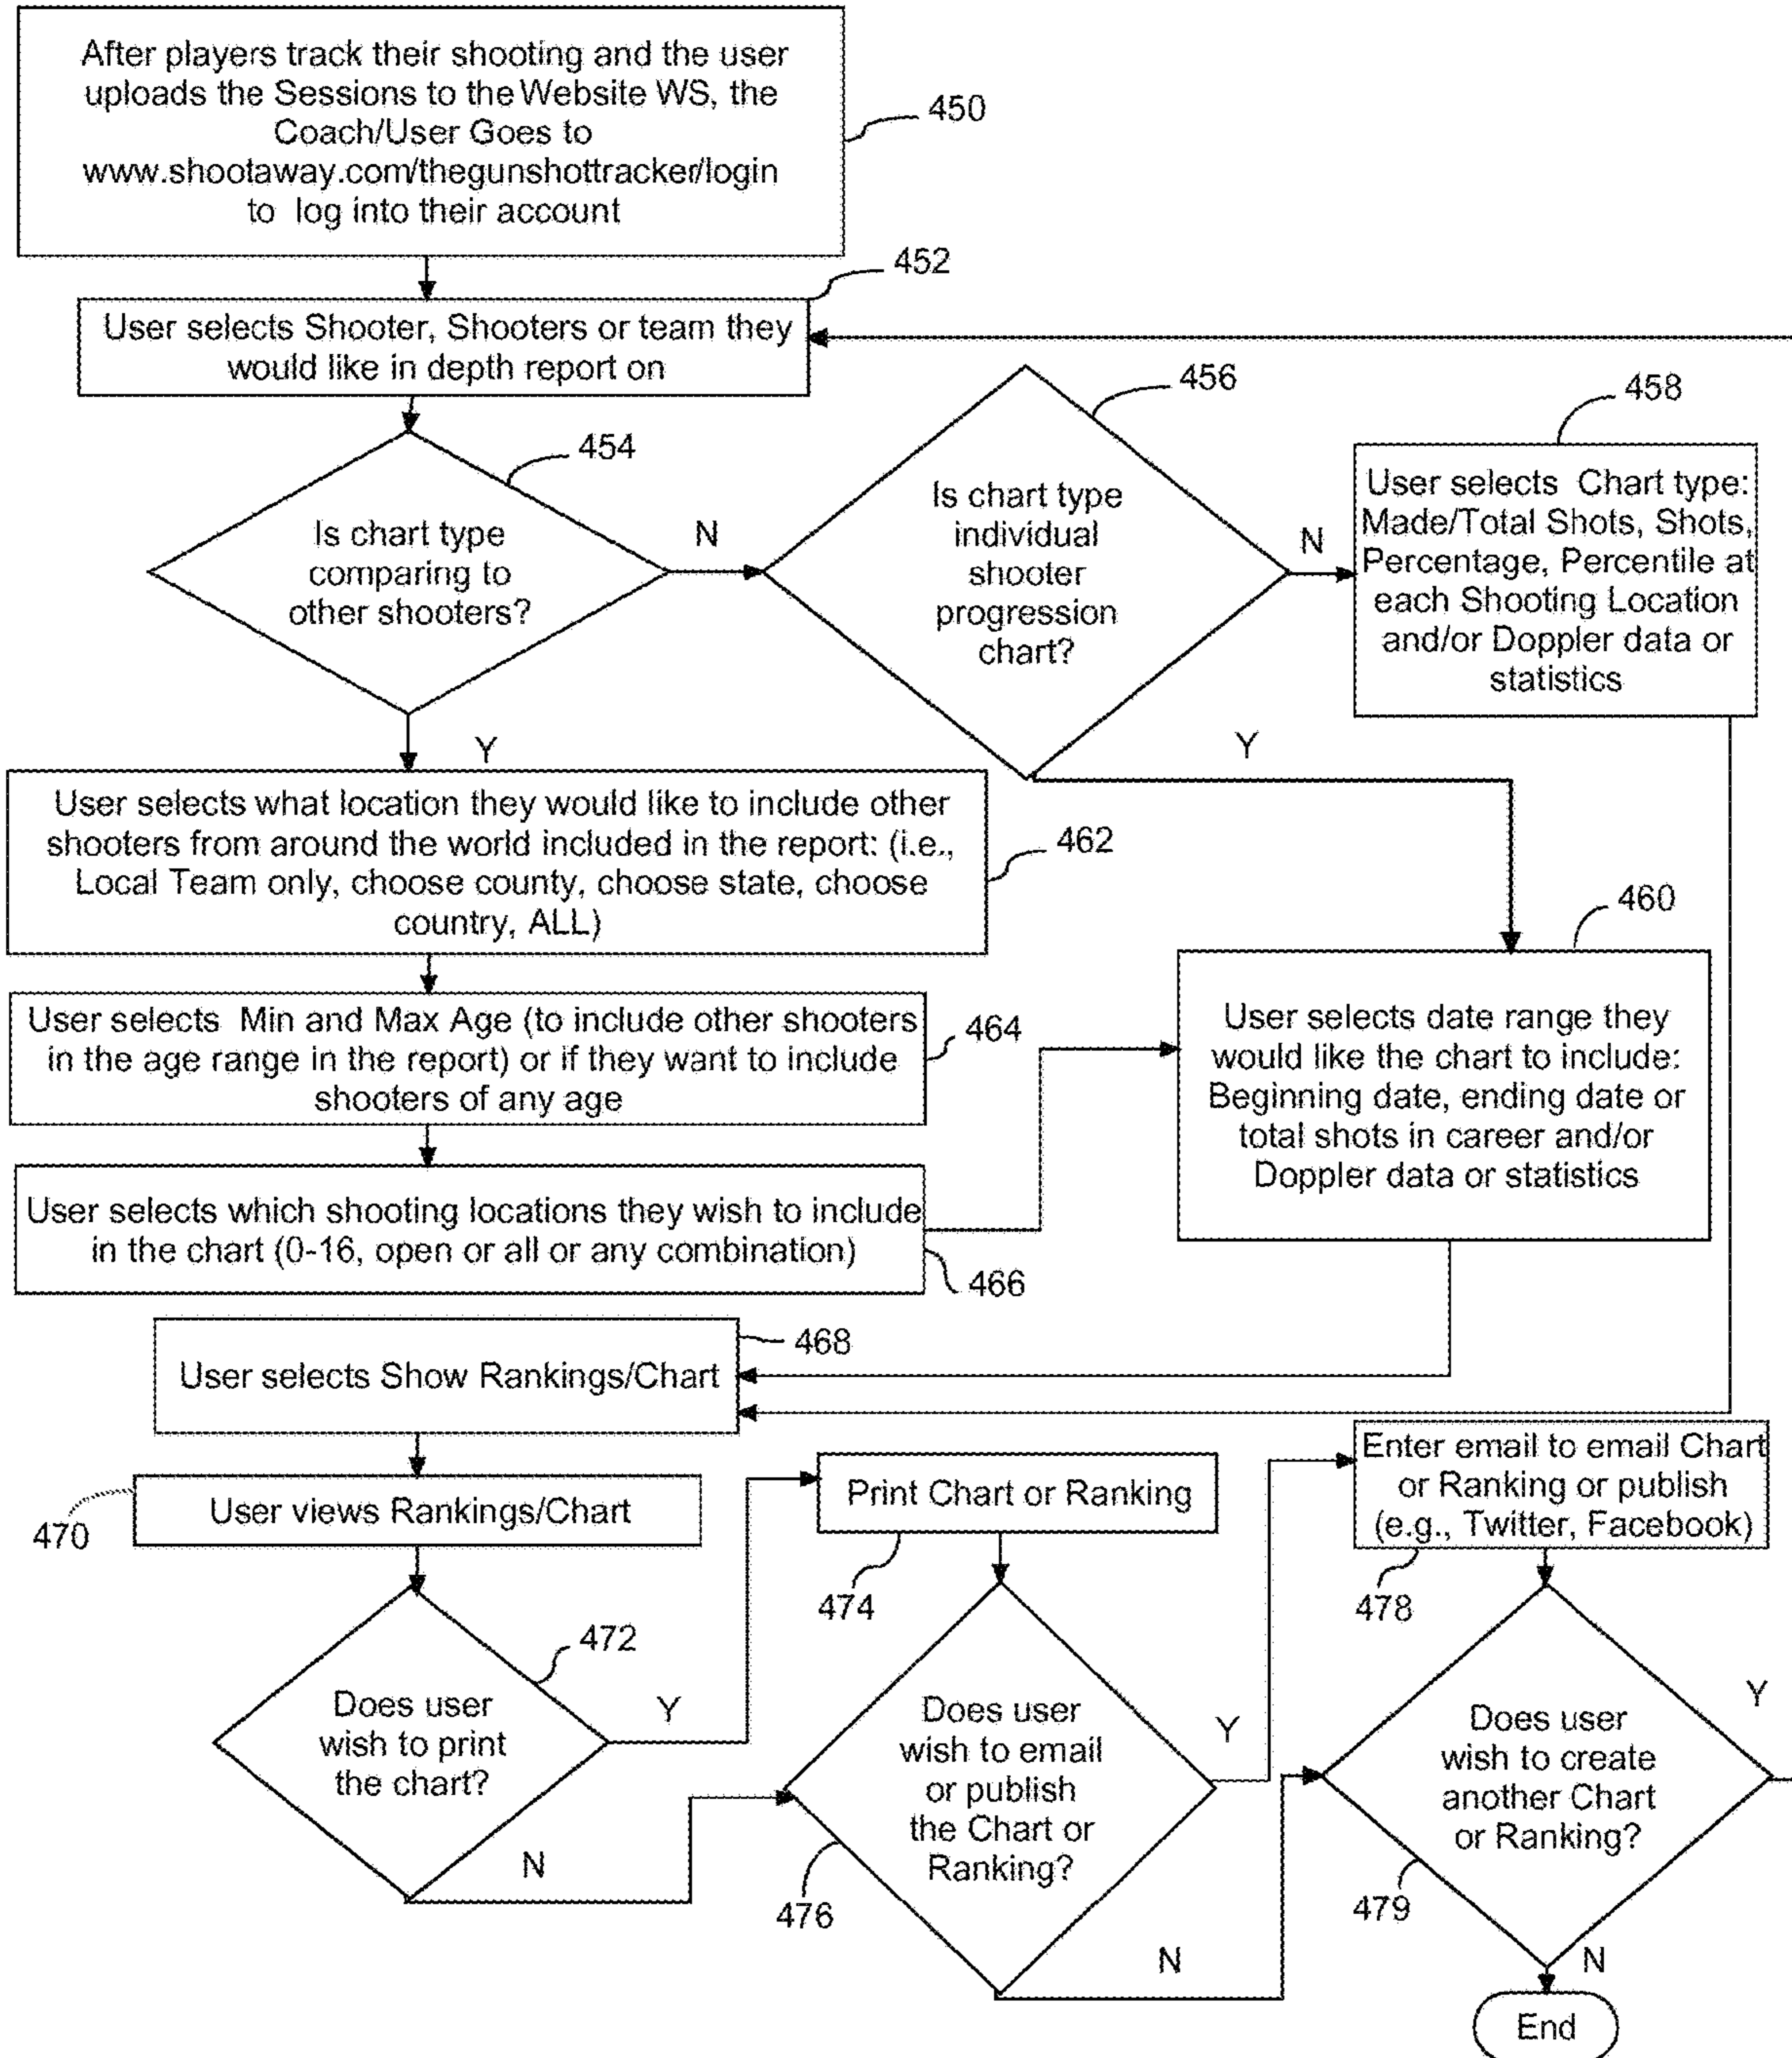 After players track their shooting and the user
uploads the Sessions to the Website WS, the
Coach/User Goes to
www.shootaway.com/thegunshottracker/login
to log into their account
450
452
User selects Shooter, Shooters or team they
would like in depth report on
454
Is chart type
comparing to
other shooters?
N
Y
456
Is chart type
individual
shooter
progression
chart?
N
Y
458
User selects Chart type:
Made/Total Shots, Shots,
Percentage, Percentile at
each Shooting Location
and/or Doppler data or
statistics
User selects what location they would like to include other
shooters from around the world included in the report: (i.e.,
Local Team only, choose county, choose state, choose
country, ALL)
462
460
User selects date range they
would like the chart to include:
Beginning date, ending date or
total shots in career and/or
Doppler data or statistics
User selects Min and Max Age (to include other shooters
in the age range in the report) or if they want to include
shooters of any age
464
User selects which shooting locations they wish to include
in the chart (0-16, open or all or any combination)
466
User selects Show Rankings/Chart
468
User views Rankings/Chart
470
Does user
wish to print
the chart?
472
Y
N
Print Chart or Ranking
474
Does user
wish to email
or publish
the Chart or
Ranking?
476
Y
N
Enter email to email Chart
or Ranking or publish
(e.g., Twitter, Facebook)
478
Does user
wish to create
another Chart
or Ranking?
479
Y
N
End